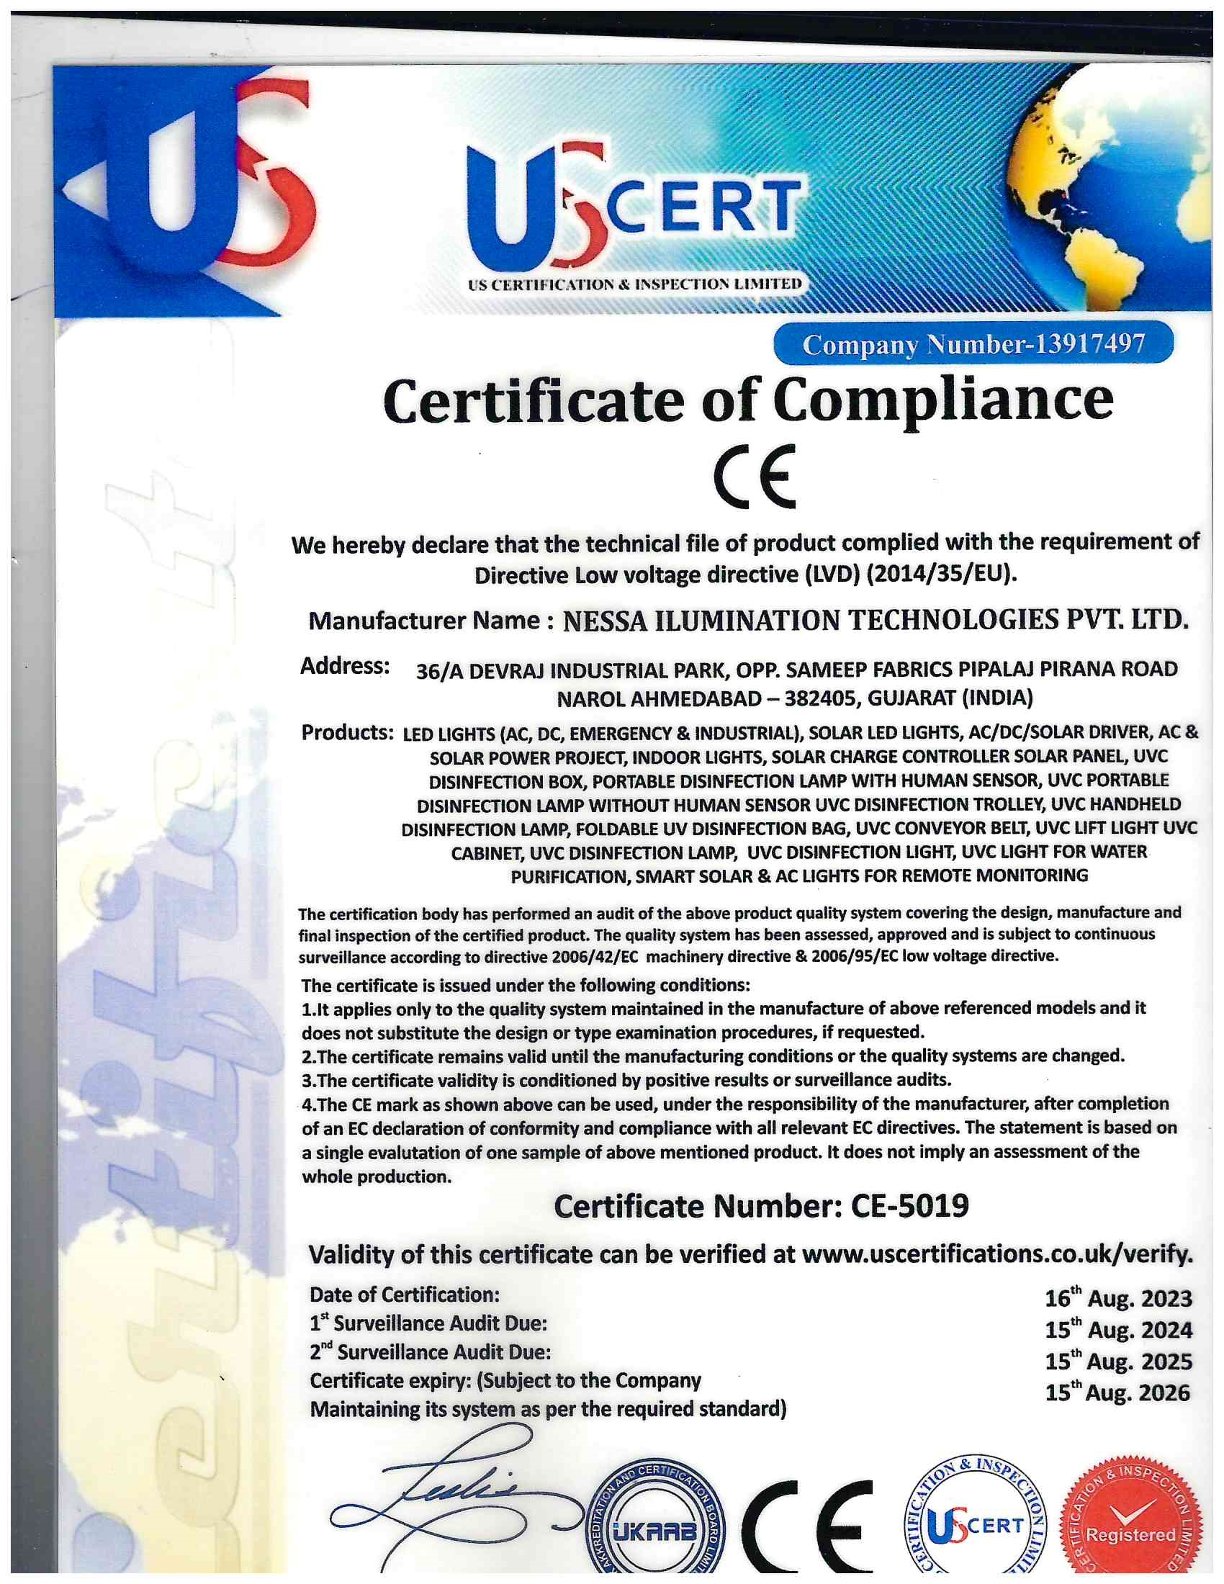 US
USCERT
US CERTIFICATION & INSPECTION LIMITED
Company Number-13917497
Certificate of Compliance
CE
We hereby declare that the technical file of product complied with the requirement of
Directive Low voltage directive (LVD) (2014/35/EU).
Manufacturer Name : NESSA ILUMINATION TECHNOLOGIES PVT. LTD.
Address: 36/A DEVRAJ INDUSTRIAL PARK, OPP. SAMEEP FABRICS PIPALAJ PIRANA ROAD
NAROL AHMEDABAD – 382405, GUJARAT (INDIA)
Products: LED LIGHTS (AC, DC, EMERGENCY & INDUSTRIAL), SOLAR LED LIGHTS, AC/DC/SOLAR DRIVER, AC &
SOLAR POWER PROJECT, INDOOR LIGHTS, SOLAR CHARGE CONTROLLER SOLAR PANEL, UVC
DISINFECTION BOX, PORTABLE DISINFECTION LAMP WITH HUMAN SENSOR, UVC PORTABLE
DISINFECTION LAMP WITHOUT HUMAN SENSOR UVC DISINFECTION TROLLEY, UVC HANDHELD
DISINFECTION LAMP, FOLDABLE UV DISINFECTION BAG, UVC CONVEYOR BELT, UVC LIFT LIGHT UVC
CABINET, UVC DISINFECTION LAMP, UVC DISINFECTION LIGHT, UVC LIGHT FOR WATER
PURIFICATION, SMART SOLAR & AC LIGHTS FOR REMOTE MONITORING
The certification body has performed an audit of the above product quality system covering the design, manufacture and
final inspection of the certified product. The quality system has been assessed, approved and is subject to continuous
surveillance according to directive 2006/42/EC machinery directive & 2006/95/EC low voltage directive.
The certificate is issued under the following conditions:
1.It applies only to the quality system maintained in the manufacture of above referenced models and it
does not substitute the design or type examination procedures, if requested.
2.The certificate remains valid until the manufacturing conditions or the quality systems are changed.
3.The certificate validity is conditioned by positive results or surveillance audits.
4.The CE mark as shown above can be used, under the responsibility of the manufacturer, after completion
of an EC declaration of conformity and compliance with all relevant EC directives. The statement is based on
a single evalutation of one sample of above mentioned product. It does not imply an assessment of the
whole production.
Certificate Number: CE-5019
Validity of this certificate can be verified at www.uscertifications.co.uk/verify.
Date of Certification: 16th Aug. 2023
1st Surveillance Audit Due: 15th Aug. 2024
2nd Surveillance Audit Due: 15th Aug. 2025
Certificate expiry: (Subject to the Company 15th Aug. 2026
Maintaining its system as per the required standard)
Leslie
AKKREDITATION AND CERTIFICATION BOARD LIMI
UKAAB
CE
CERTIFICATION & INSPECTION LIMI
USCERT
CERTIFICATION & INSPECTION LIMITED
Registered